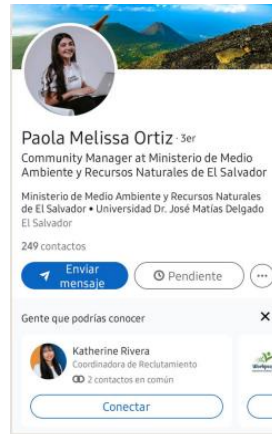 Paola Melissa Ortiz · 3er
Community Manager at Ministerio de Medio
Ambiente y Recursos Naturales de El Salvador
Ministerio de Medio Ambiente y Recursos Naturales
de El Salvador • Universidad Dr. José Matías Delgado
El Salvador
249 contactos
Enviar
mensaje
Pendiente
Gente que podrías conocer
Katherine Rivera
Coordinadora de Reclutamiento
2 contactos en común
Conectar